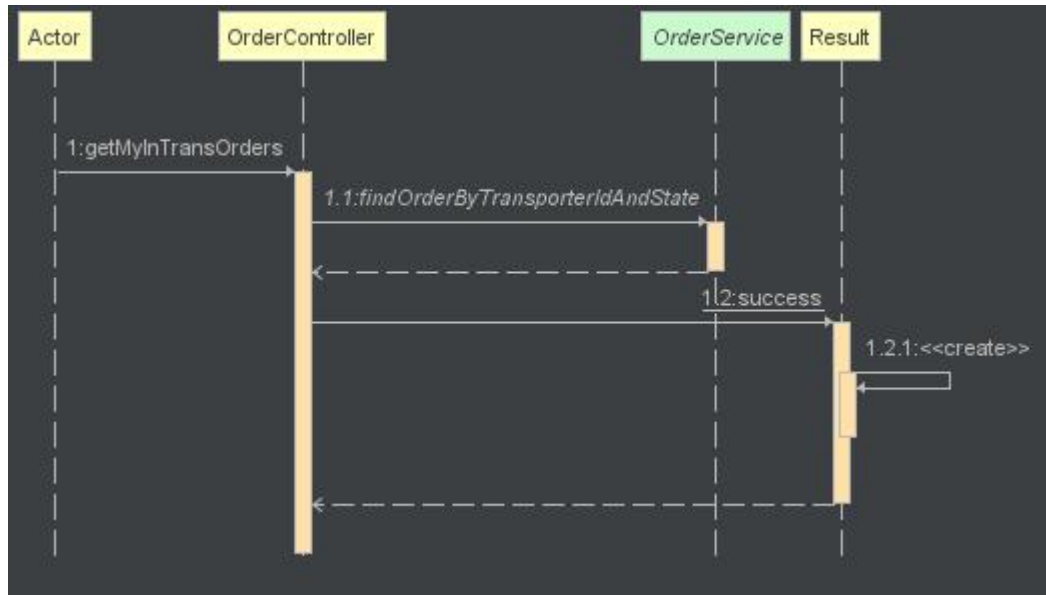 Actor
OrderController
OrderService
Result
1:getMyInTransOrders
1.1:findOrderByTransporterIdAndState
1.2:success
1.2.1:<<create>>